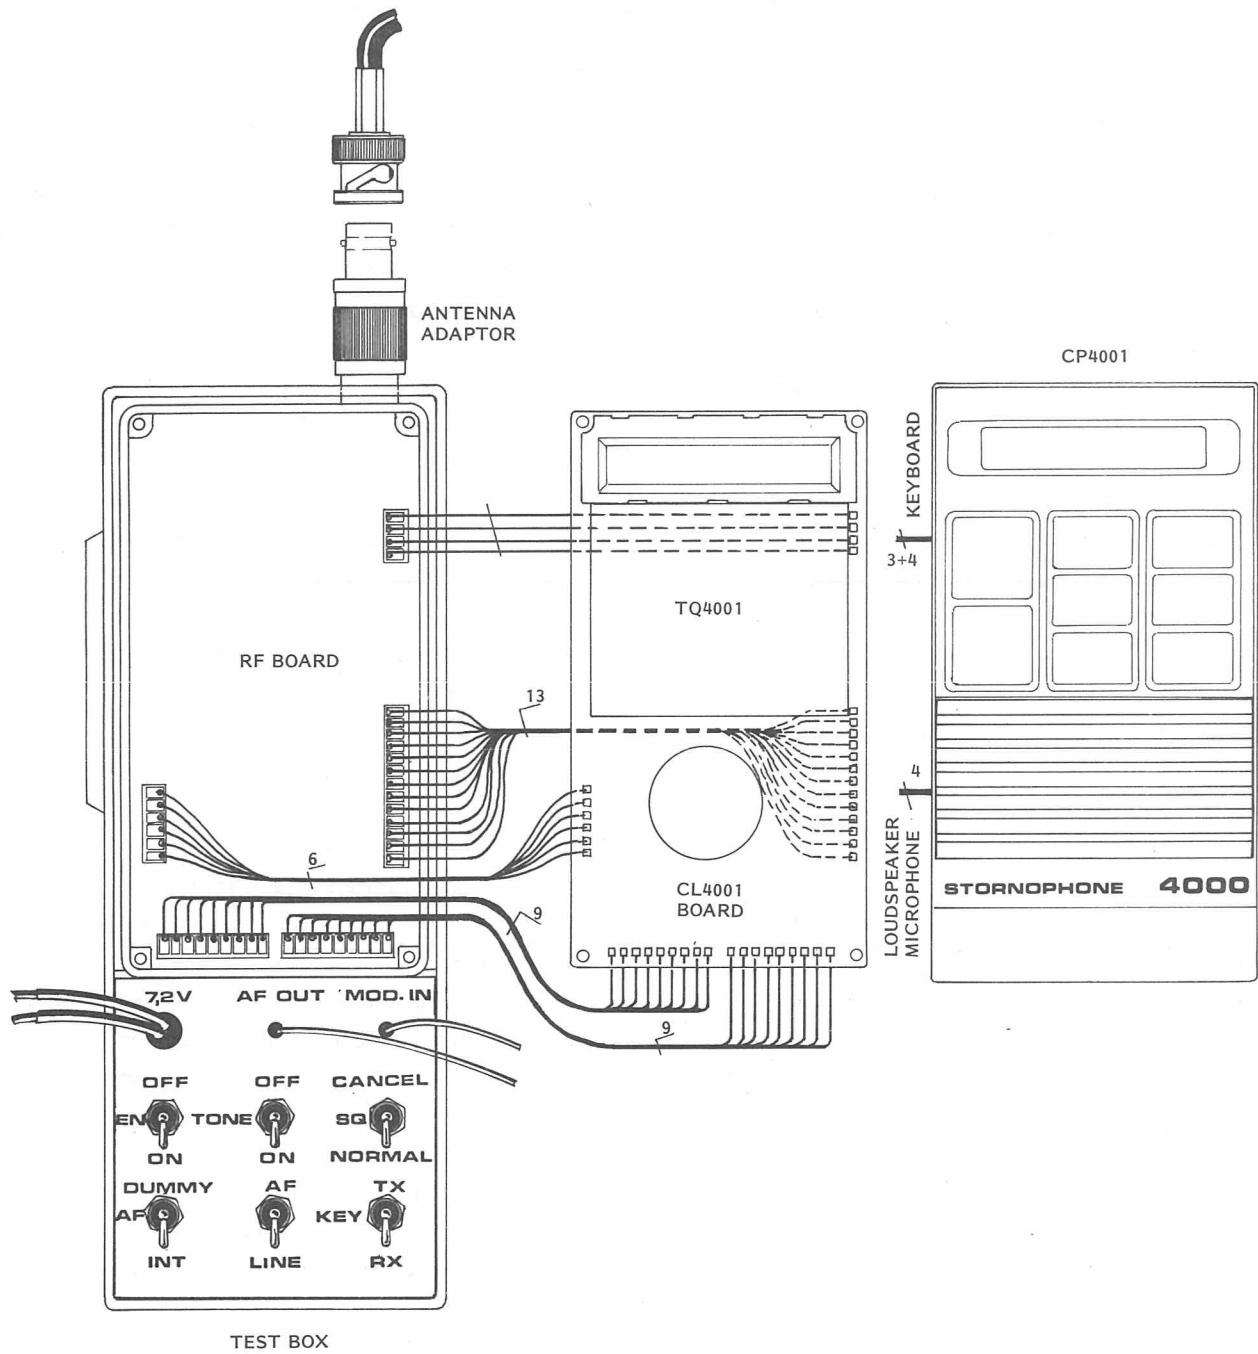 ANTENNA
ADAPTOR
CP4001
KEYBOARD
3+4
TQ4001
RF BOARD
13
4
LOUDSPEAKER
MICROPHONE
6
CL4001
BOARD
STORNOPHONE 4000
9
9
7,2V AF OUT MOD. IN
OFF OFF CANCEL
EN TONE SQ
ON ON NORMAL
DUMMY AF TX
AF KEY
INT LINE RX
TEST BOX